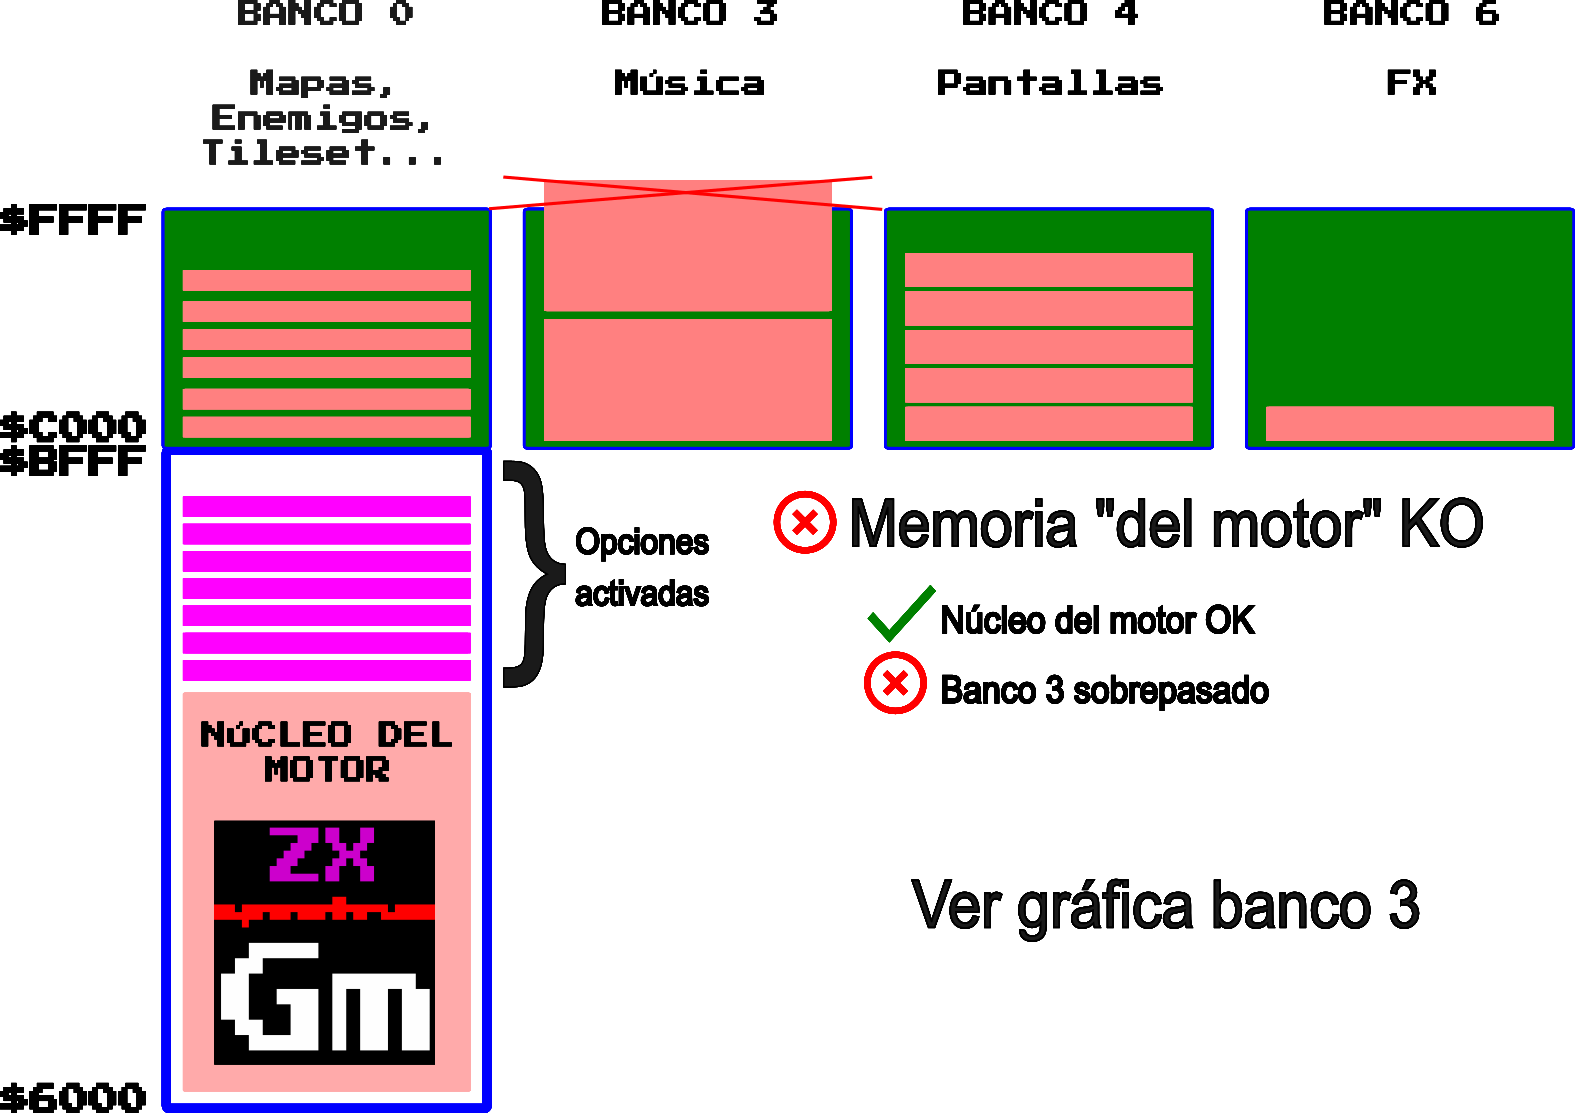 BANCO 0
BANCO 3
BANCO 4
BANCO 6
Mapas,
Enemigos,
Tileset...
Música
Pantallas
FX
$FFFF
$C000
$BFFF
Opciones
activadas
Memoria "del motor" KO
Núcleo del motor OK
Banco 3 sobrepasado
NúCLEO DEL
MOTOR
ZX
Gm
Ver gráfica banco 3
$6000